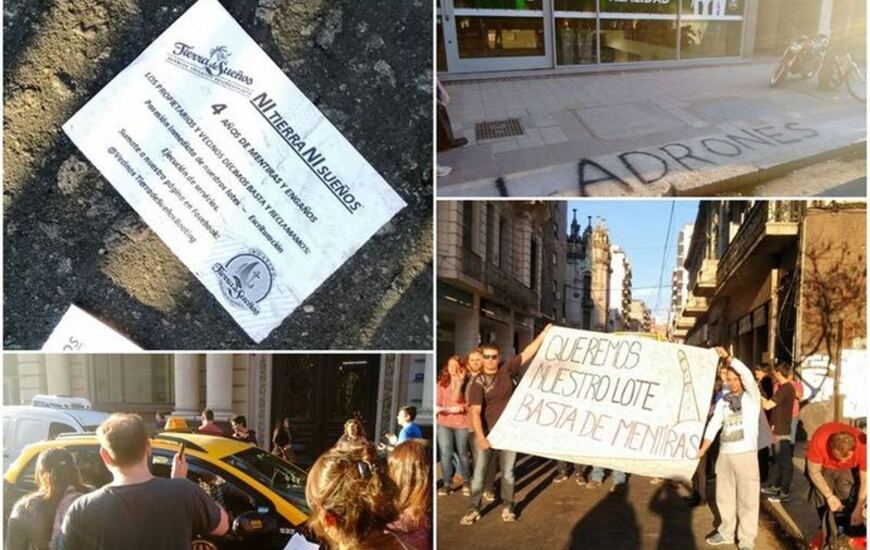 Tierra de Sueños
NI TIERRA NI SUEÑOS
4 AÑOS DE MENTIRAS Y ENGAÑOS
LOS PROPIETARIOS Y VECINOS DECIMOS BASTA Y RECLAMAMOS:
Posesión Inmediata de nuestros lotes - Escrituración
Ejecución de servicios.
Sumate a nuestra página en Facebook:
@Vecinos TierradeSueñosRolding
Tierra de Sueños
LADRONES
QUEREMOS
NUESTRO LOTE
BASTA DE MENTIRAS